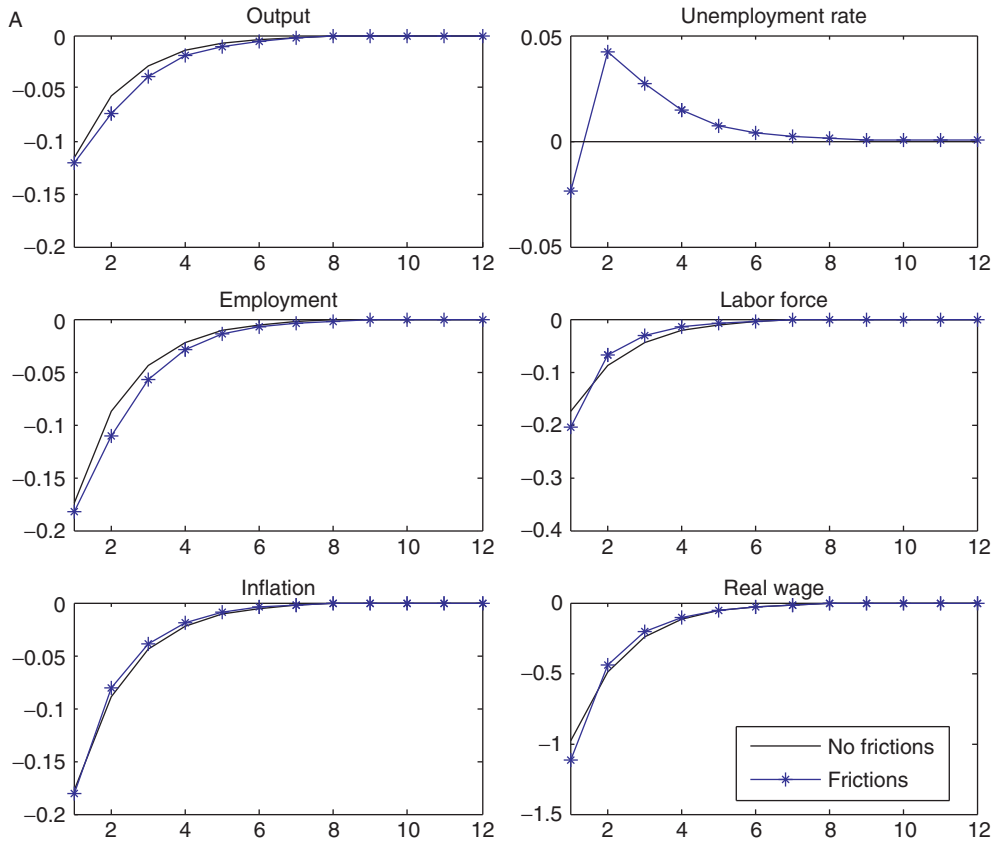 A
Output
0
−0.05
−0.1
−0.15
−0.2
2 4 6 8 10 12
Unemployment rate
0.05
0
−0.05
2 4 6 8 10 12
Employment
0
−0.05
−0.1
−0.15
−0.2
2 4 6 8 10 12
Labor force
0
−0.1
−0.2
−0.3
−0.4
2 4 6 8 10 12
Inflation
0
−0.05
−0.1
−0.15
−0.2
2 4 6 8 10 12
Real wage
0
−0.5
−1
−1.5
2 4 6 8 10 12
No frictions
Frictions